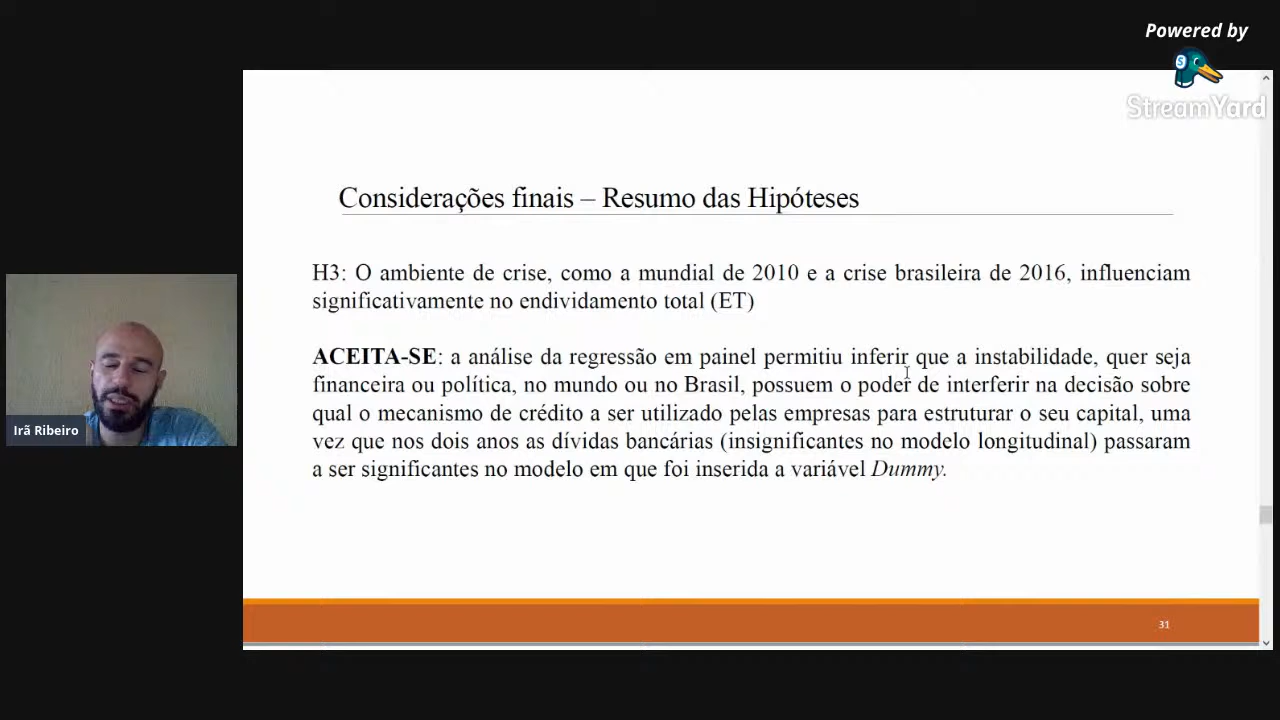 Powered by
StreamYard
Considerações finais – Resumo das Hipóteses
H3: O ambiente de crise, como a mundial de 2010 e a crise brasileira de 2016, influenciam
significativamente no endividamento total (ET)
ACEITA-SE: a análise da regressão em painel permitiu inferir que a instabilidade, quer seja
financeira ou política, no mundo ou no Brasil, possuem o poder de interferir na decisão sobre
qual o mecanismo de crédito a ser utilizado pelas empresas para estruturar o seu capital, uma
vez que nos dois anos as dívidas bancárias (insignificantes no modelo longitudinal) passaram
a ser significantes no modelo em que foi inserida a variável Dummy.
Irã Ribeiro
31